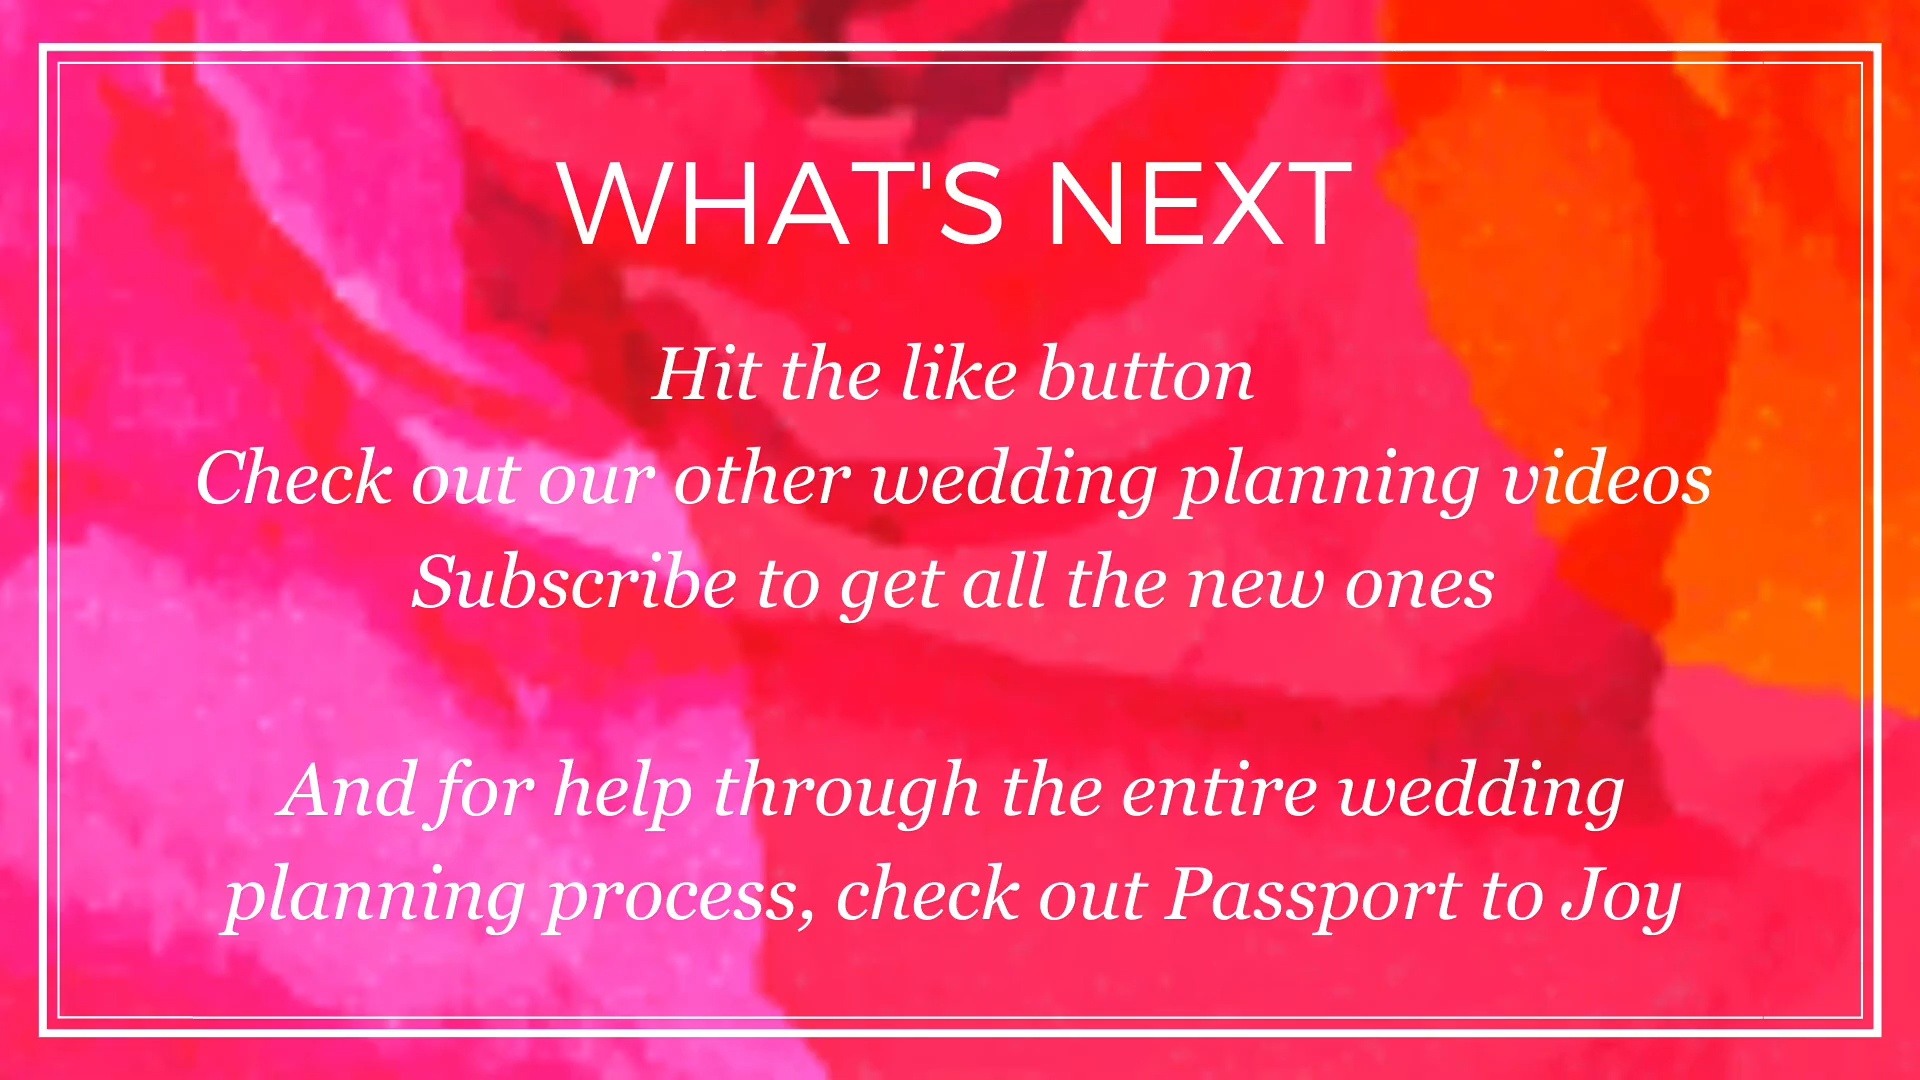 WHAT'S NEXT
Hit the like button
Check out our other wedding planning videos
Subscribe to get all the new ones
And for help through the entire wedding
planning process, check out Passport to Joy